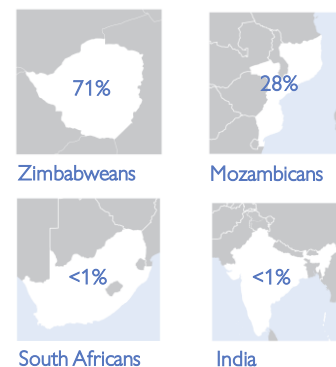 71%
28%
Zimbabweans
Mozambicans
<1%
<1%
South Africans
India